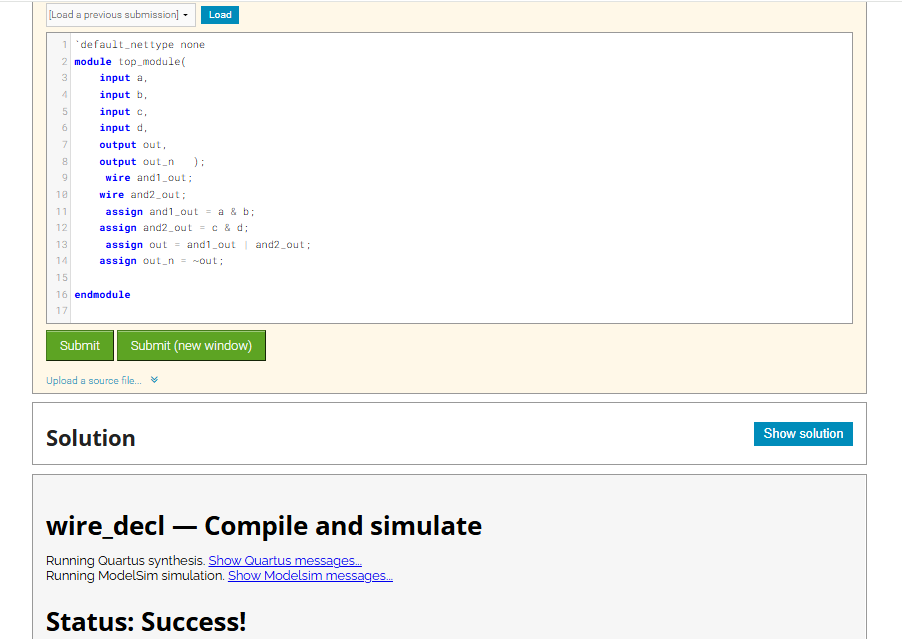 [Load a previous submission] Load
1 `default_nettype none
2 module top_module(
3 input a,
4 input b,
5 input c,
6 input d,
7 output out,
8 output out_n );
9 wire and1_out;
10 wire and2_out;
11 assign and1_out = a & b;
12 assign and2_out = c & d;
13 assign out = and1_out | and2_out;
14 assign out_n = ~out;
15
16 endmodule
17
Submit Submit (new window)
Upload a source file...
Solution Show solution
wire_decl — Compile and simulate
Running Quartus synthesis. Show Quartus messages...
Running ModelSim simulation. Show Modelsim messages...
Status: Success!